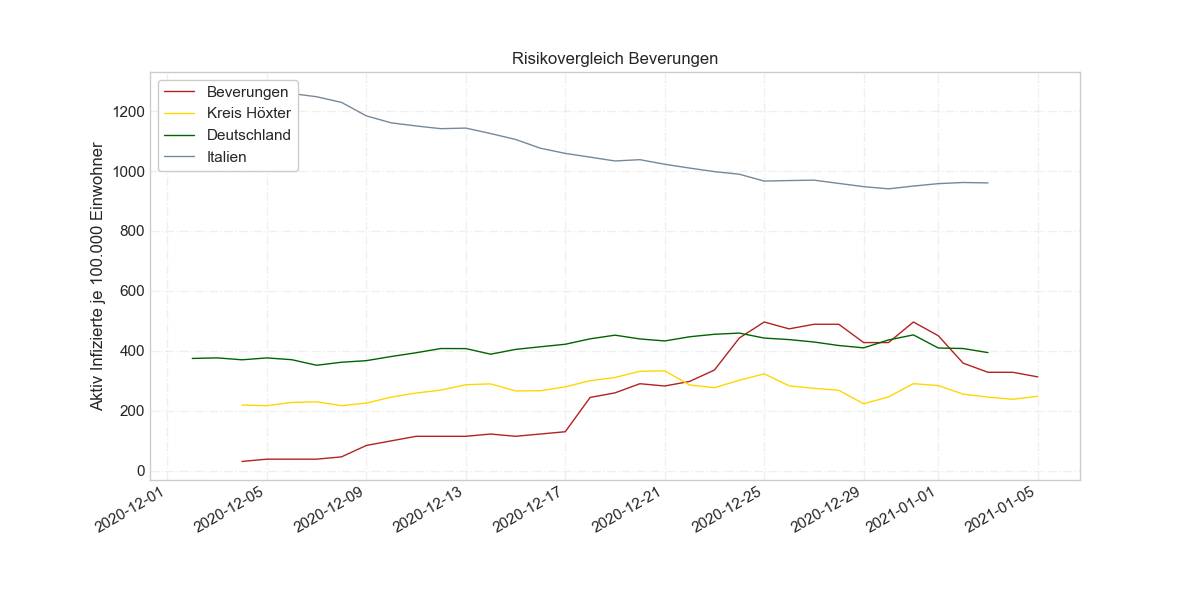 Risikovergleich Beverungen
Beverungen
Kreis Höxter
Deutschland
Italien
Aktiv Infizierte je 100.000 Einwohner
1200
1000
800
600
400
200
0
2020-12-01
2020-12-05
2020-12-09
2020-12-13
2020-12-17
2020-12-21
2020-12-25
2020-12-29
2021-01-01
2021-01-05